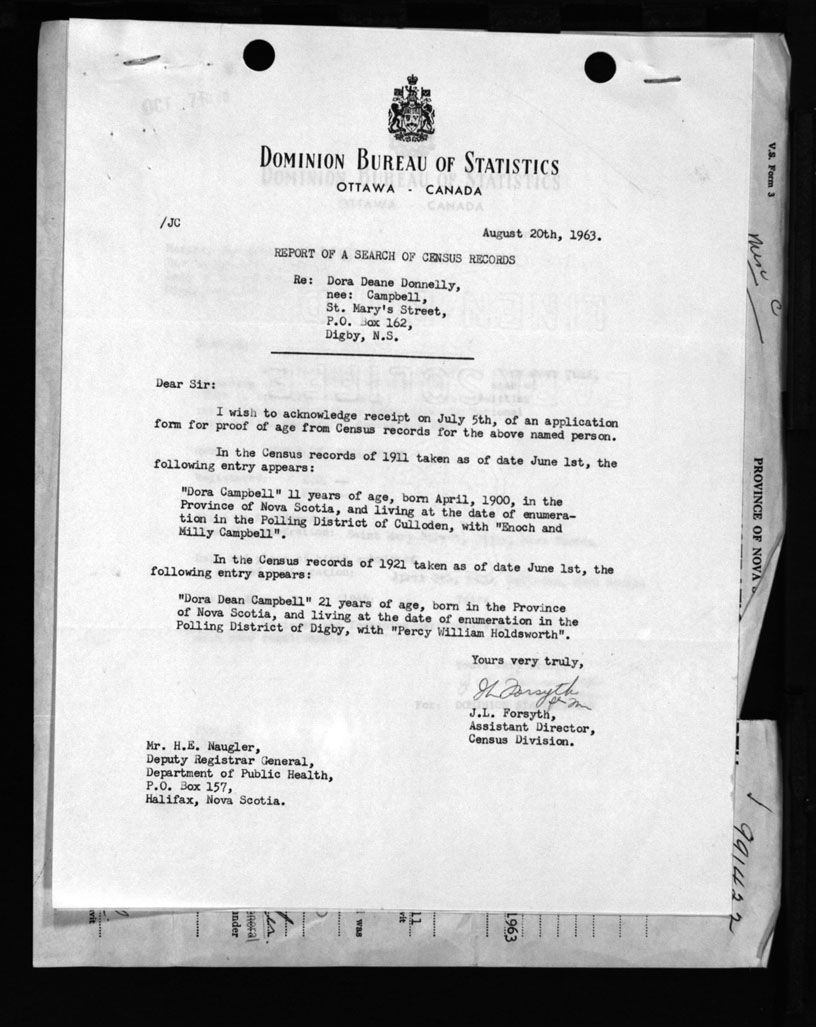 DOMINION BUREAU OF STATISTICS
OTTAWA - CANADA
/JC
August 20th, 1963.
REPORT OF A SEARCH OF CENSUS RECORDS
Re: Dora Deane Donnelly,
nee: Campbell,
St. Mary's Street,
P.O. Box 162,
Digby, N.S.
Dear Sir:
I wish to acknowledge receipt on July 5th, of an application
form for proof of age from Census records for the above named person.
In the Census records of 1911 taken as of date June 1st, the
following entry appears:
"Dora Campbell" 11 years of age, born April, 1900, in the
Province of Nova Scotia, and living at the date of enumera-
tion in the Polling District of Culloden, with "Enoch and
Milly Campbell".
In the Census records of 1921 taken as of date June 1st, the
following entry appears:
"Dora Dean Campbell" 21 years of age, born in the Province
of Nova Scotia, and living at the date of enumeration in the
Polling District of Digby, with "Percy William Holdsworth".
Yours very truly,
J L Forsyth
J.L. Forsyth,
Assistant Director,
Census Division.
Mr. H.E. Naugler,
Deputy Registrar General,
Department of Public Health,
P.O. Box 157,
Halifax, Nova Scotia.
V.S. Form 3
PROVINCE OF NOVA
991422
1963
11
was
under